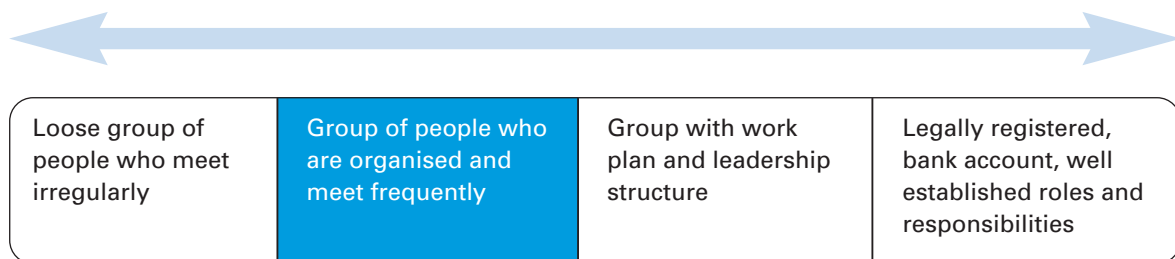 Loose group of
people who meet
irregularly
Group of people who
are organised and
meet frequently
Group with work
plan and leadership
structure
Legally registered,
bank account, well
established roles and
responsibilities